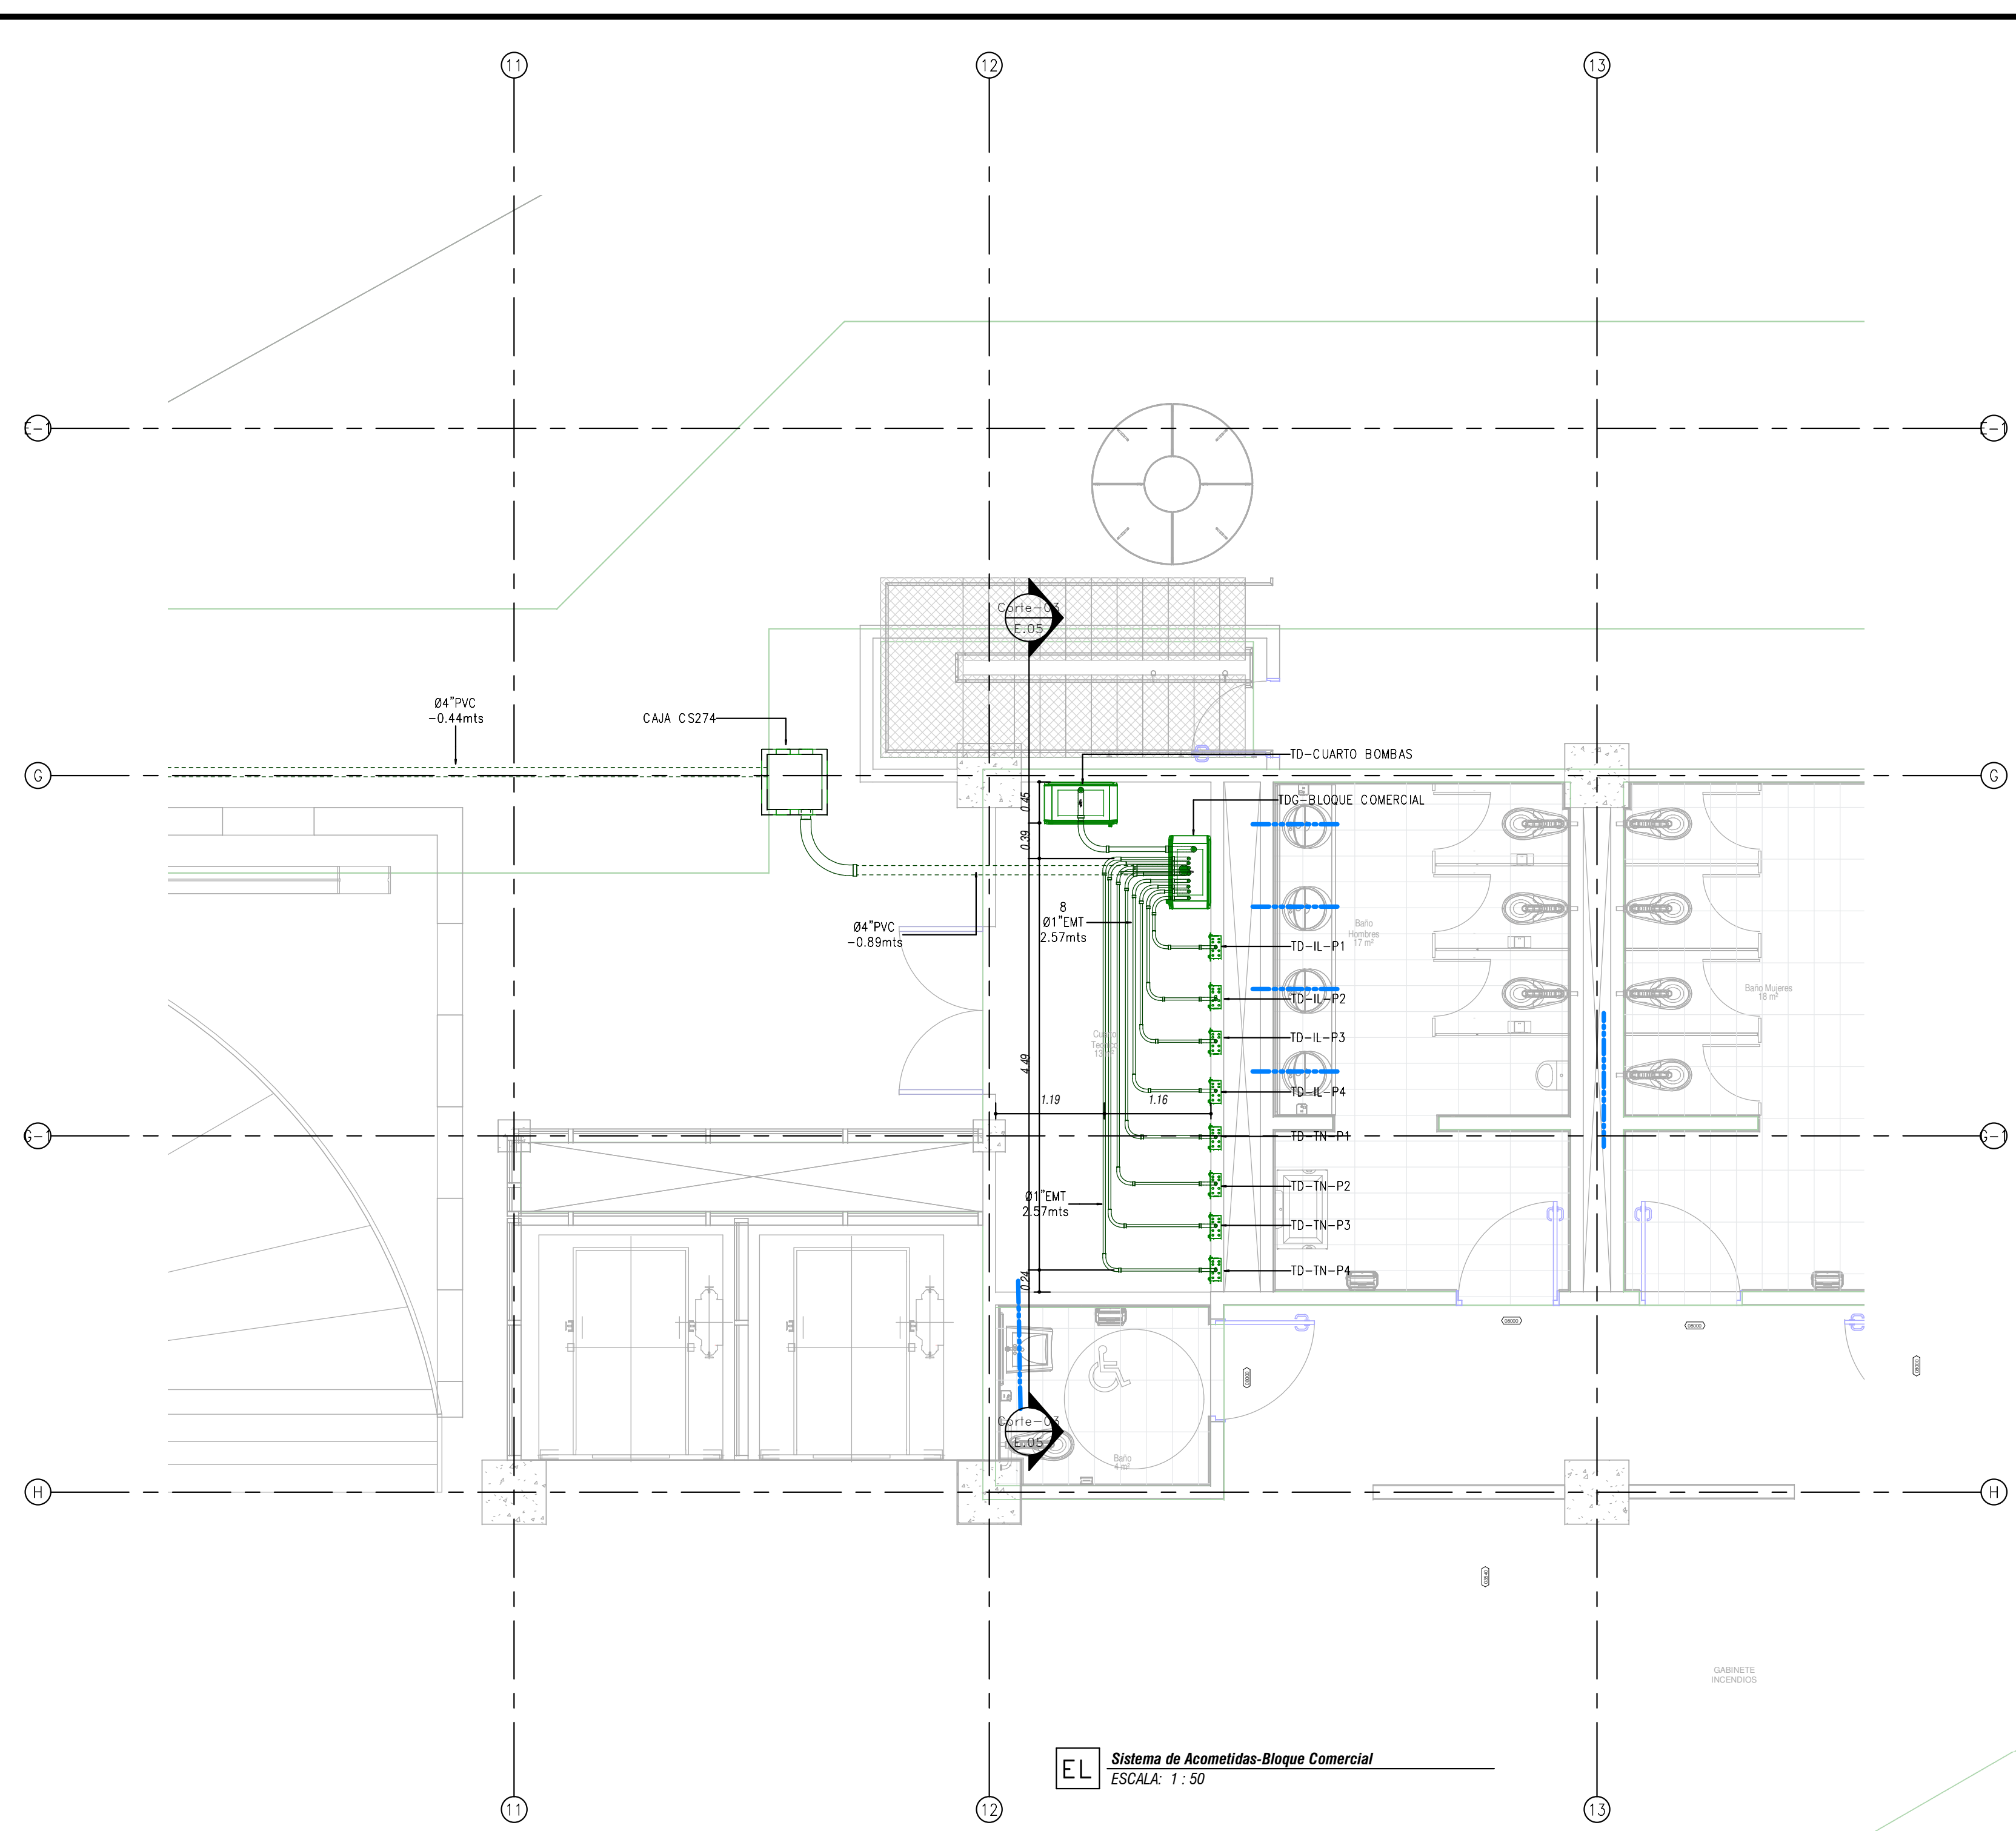 11
12
13
E-1
E-1
Corte-03
E.05
Ø4"PVC
-0.44mts
CAJA CS274
TD-CUARTO BOMBAS
G
G
TDG-BLOQUE COMERCIAL
0.45
0.39
8
Ø1"EMT
2.57mts
Ø4"PVC
-0.89mts
Baño
Hombres
17 m²
TD-IL-P1
Baño Mujeres
18 m²
TD-IL-P2
TD-IL-P3
4.49
TD-IL-P4
1.19
1.16
G-1
G-1
TD-TN-P1
TD-TN-P2
Ø1"EMT
2.57mts
TD-TN-P3
TD-TN-P4
0.24
08000
08000
08000
08000
Corte-03
E.05
Baño
4 m²
H
H
GABINETE
INCENDIOS
EL
Sistema de Acometidas-Bloque Comercial
ESCALA: 1 : 50
11
12
13